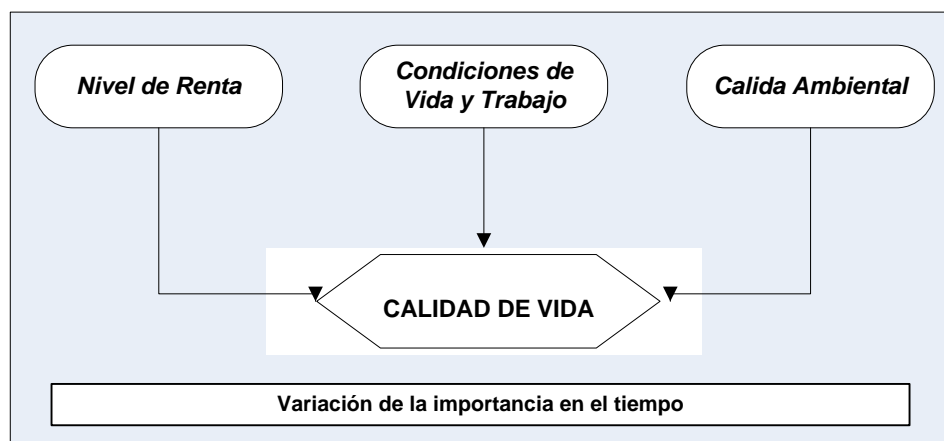 Nivel de Renta
Condiciones de
Vida y Trabajo
Calida Ambiental
CALIDAD DE VIDA
Variación de la importancia en el tiempo